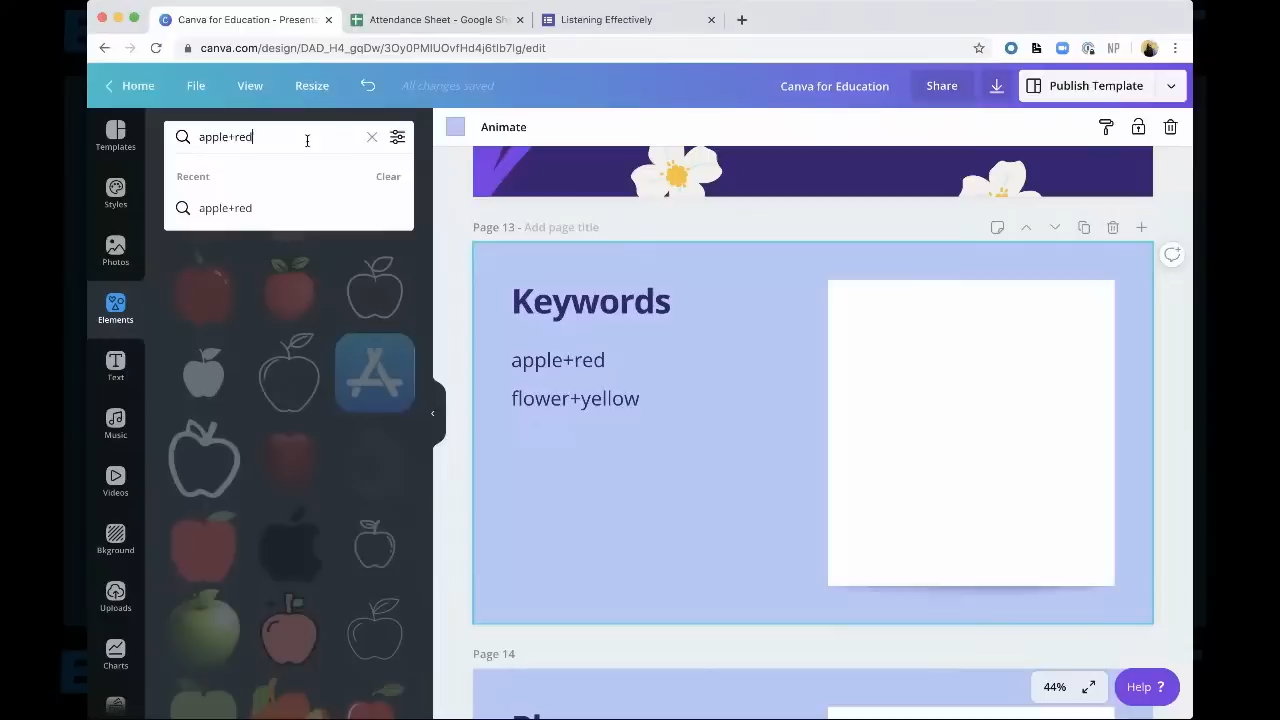 Canva for Education - Presenta
Attendance Sheet - Google She
Listening Effectively
canva.com/design/DAD_H4_gqDw/3Oy0PMIUOvfHd4j6tlb7lg/edit
NP
Home
File
View
Resize
All changes saved
Canva for Education
Share
Publish Template
Templates
Styles
Photos
Elements
Text
Music
Videos
Bkground
Uploads
Charts
apple+red
Recent
Clear
apple+red
Animate
Page 13 - Add page title
Keywords
apple+red
flower+yellow
Page 14
44%
Help ?